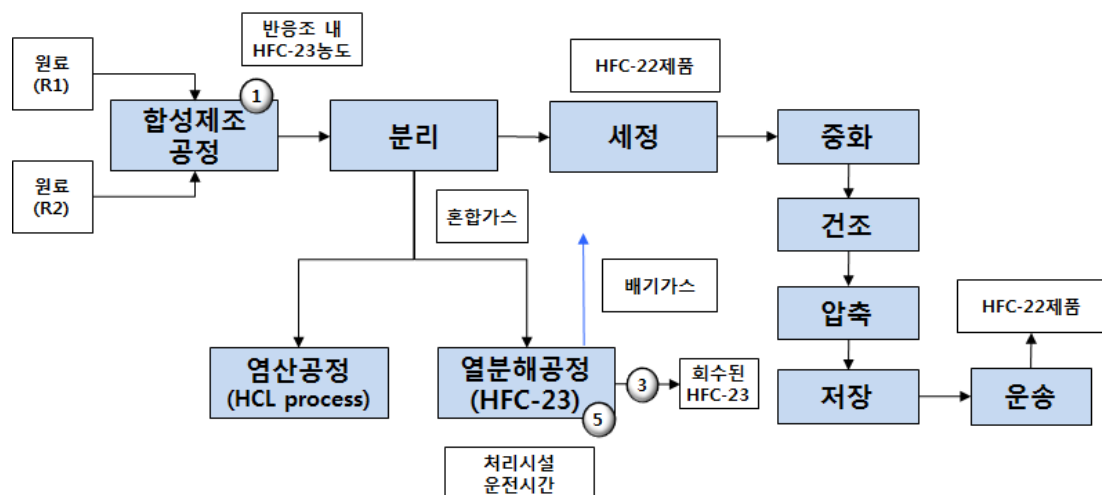 반응조 내
HFC-23농도
원료
(R1)
1
합성제조
공정
분리
HFC-22제품
세정
중화
원료
(R2)
혼합가스
건조
배기가스
압축
HFC-22제품
염산공정
(HCL process)
열분해공정
(HFC-23)
3
회수된
HFC-23
5
저장
운송
처리시설
운전시간